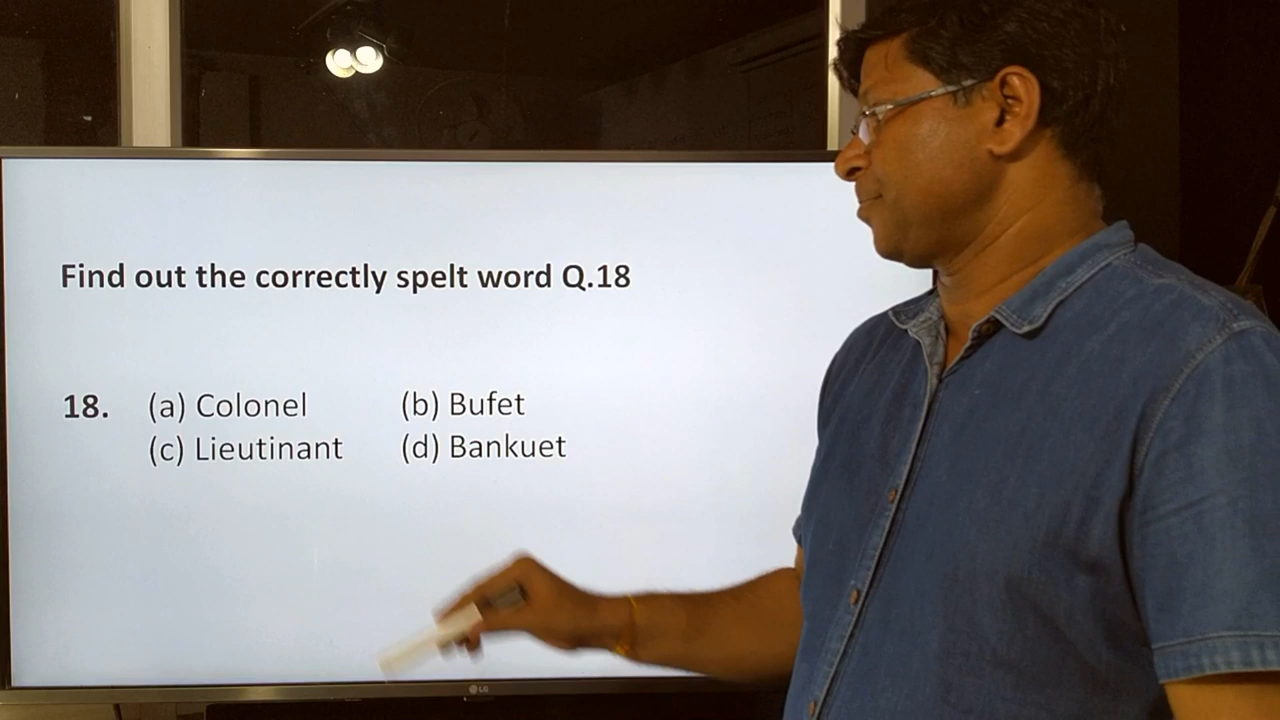 Find out the correctly spelt word Q.18
18. (a) Colonel (b) Bufet
(c) Lieutinant (d) Bankuet
LG